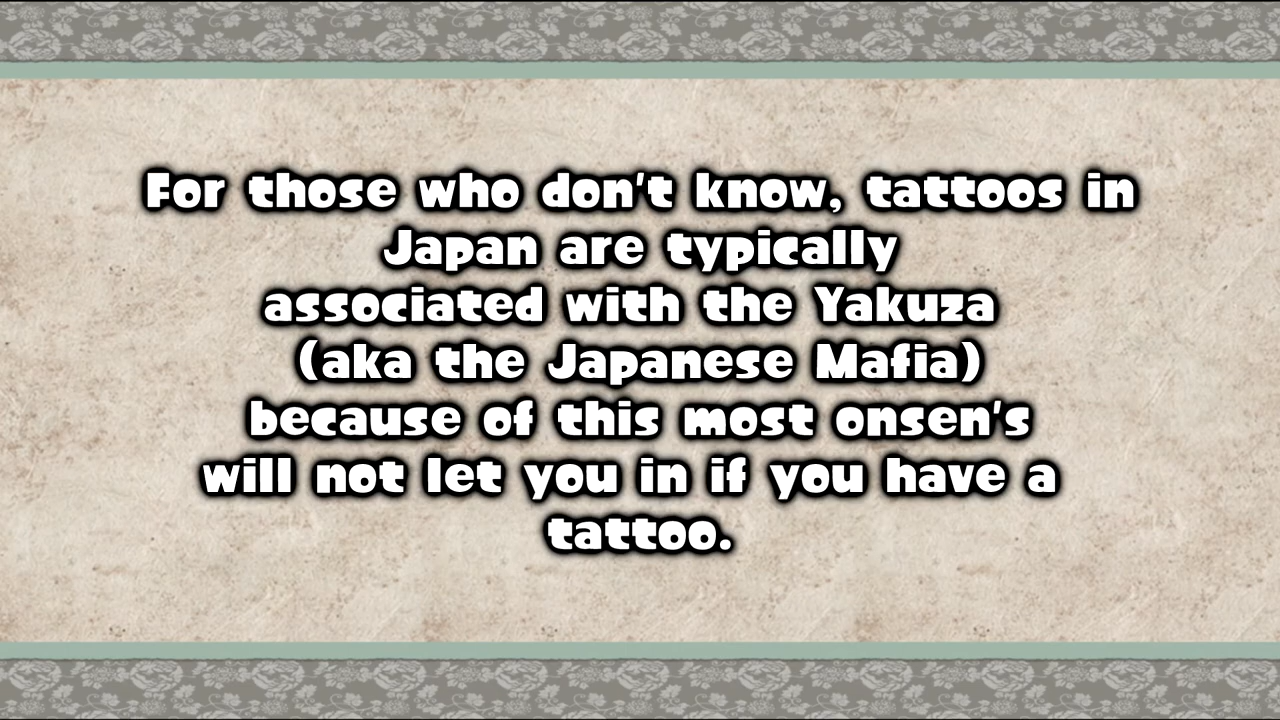 For those who don't know, tattoos in
Japan are typically
associated with the Yakuza
(aka the Japanese Mafia)
because of this most onsen's
will not let you in if you have a
tattoo.